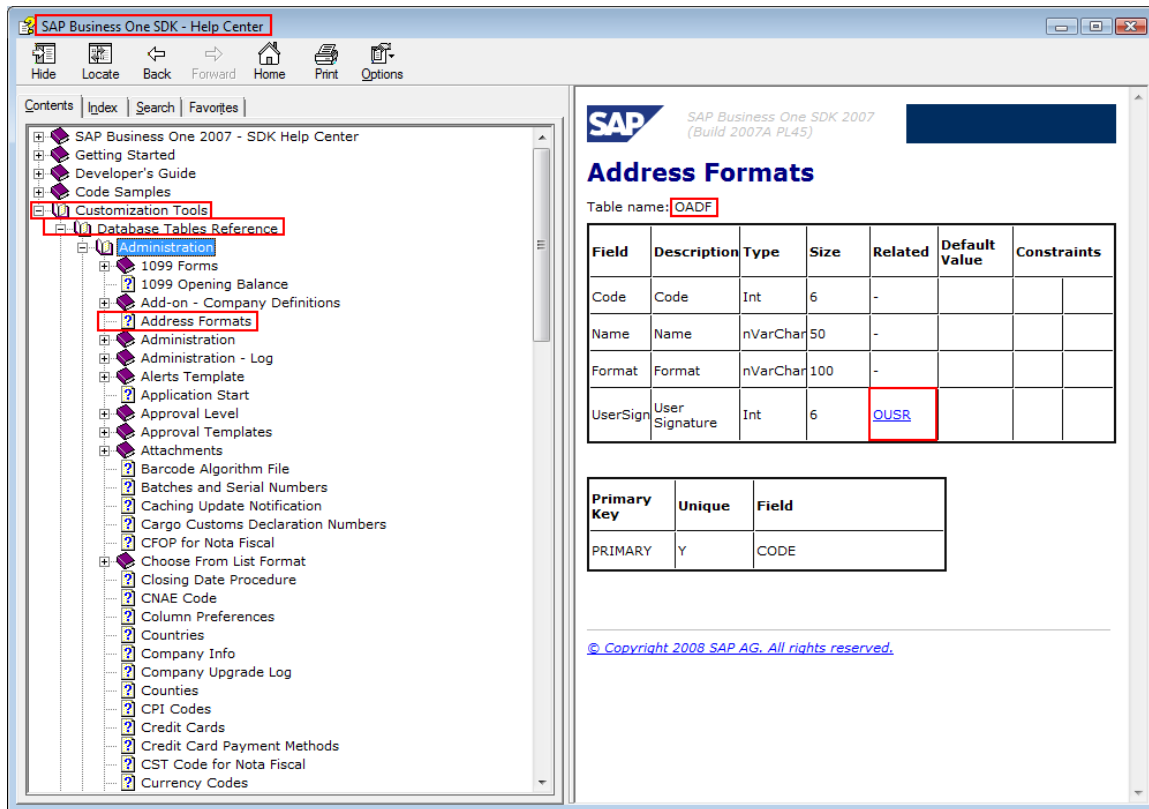 SAP Business One SDK - Help Center
Hide Locate Back Forward Home Print Options
Contents Index Search Favorites
SAP Business One 2007 - SDK Help Center
Getting Started
Developer's Guide
Code Samples
Customization Tools
Database Tables Reference
Administration
1099 Forms
1099 Opening Balance
Add-on - Company Definitions
Address Formats
Administration
Administration - Log
Alerts Template
Application Start
Approval Level
Approval Templates
Attachments
Barcode Algorithm File
Batches and Serial Numbers
Caching Update Notification
Cargo Customs Declaration Numbers
CFOP for Nota Fiscal
Choose From List Format
Closing Date Procedure
CNAE Code
Column Preferences
Countries
Company Info
Company Upgrade Log
Counties
CPI Codes
Credit Cards
Credit Card Payment Methods
CST Code for Nota Fiscal
Currency Codes
SAP
SAP Business One SDK 2007
(Build 2007A PL45)
Address Formats
Table name: OADF
Field Description Type Size Related Default Value Constraints
Code Code Int 6 -
Name Name nVarChar 50 -
Format Format nVarChar 100 -
UserSign User Signature Int 6 OUSR
Primary Key Unique Field
PRIMARY Y CODE
© Copyright 2008 SAP AG. All rights reserved.